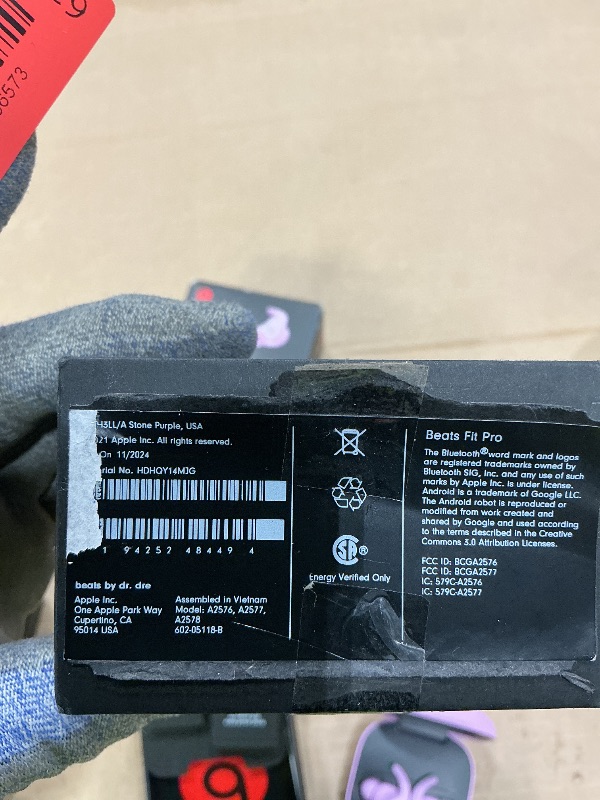 6573
H3LL/A Stone Purple, USA
21 Apple Inc. All rights reserved.
On 11/2024
rial No. HDHQY14MJG
1 94252 48449 4
beats by dr. dre
Apple Inc.
One Apple Park Way
Cupertino, CA
95014 USA
Assembled in Vietnam
Model: A2576, A2577,
A2578
602-05118-B
SA®
Energy Verified Only
Beats Fit Pro
The Bluetooth® word mark and logos
are registered trademarks owned by
Bluetooth SIG, Inc. and any use of such
marks by Apple Inc. is under license.
Android is a trademark of Google LLC.
The Android robot is reproduced or
modified from work created and
shared by Google and used according
to the terms described in the Creative
Commons 3.0 Attribution Licenses.
FCC ID: BCGA2576
FCC ID: BCGA2577
IC: 579C-A2576
IC: 579C-A2577